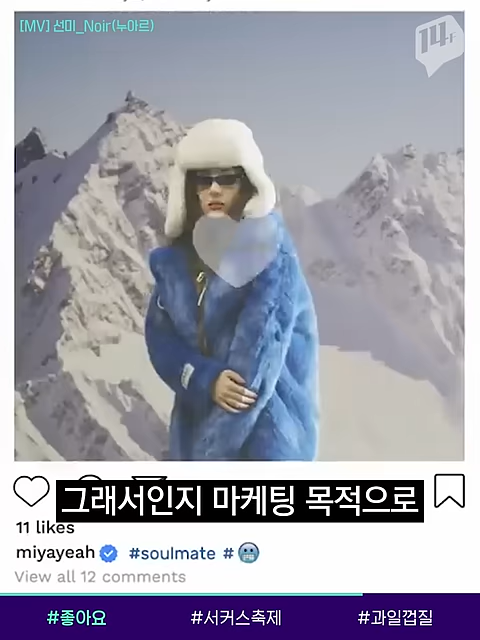 [MV] 선미_Noir(누아르)
14F
그래서인지 마케팅 목적으로
11 likes
miyayeah #soulmate #
View all 12 comments
#좋아요 #서커스축제 #과일껍질